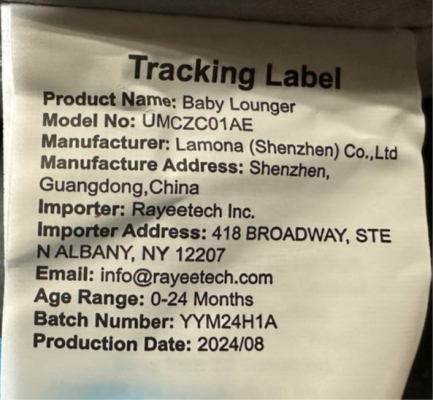 Tracking Label
Product Name: Baby Lounger
Model No: UMCZC01AE
Manufacturer: Lamona (Shenzhen) Co.,Ltd
Manufacture Address: Shenzhen,
Guangdong,China
Importer: Rayeetech Inc.
Importer Address: 418 BROADWAY, STE
N ALBANY, NY 12207
Email: info@rayeetech.com
Age Range: 0-24 Months
Batch Number: YYM24H1A
Production Date: 2024/08